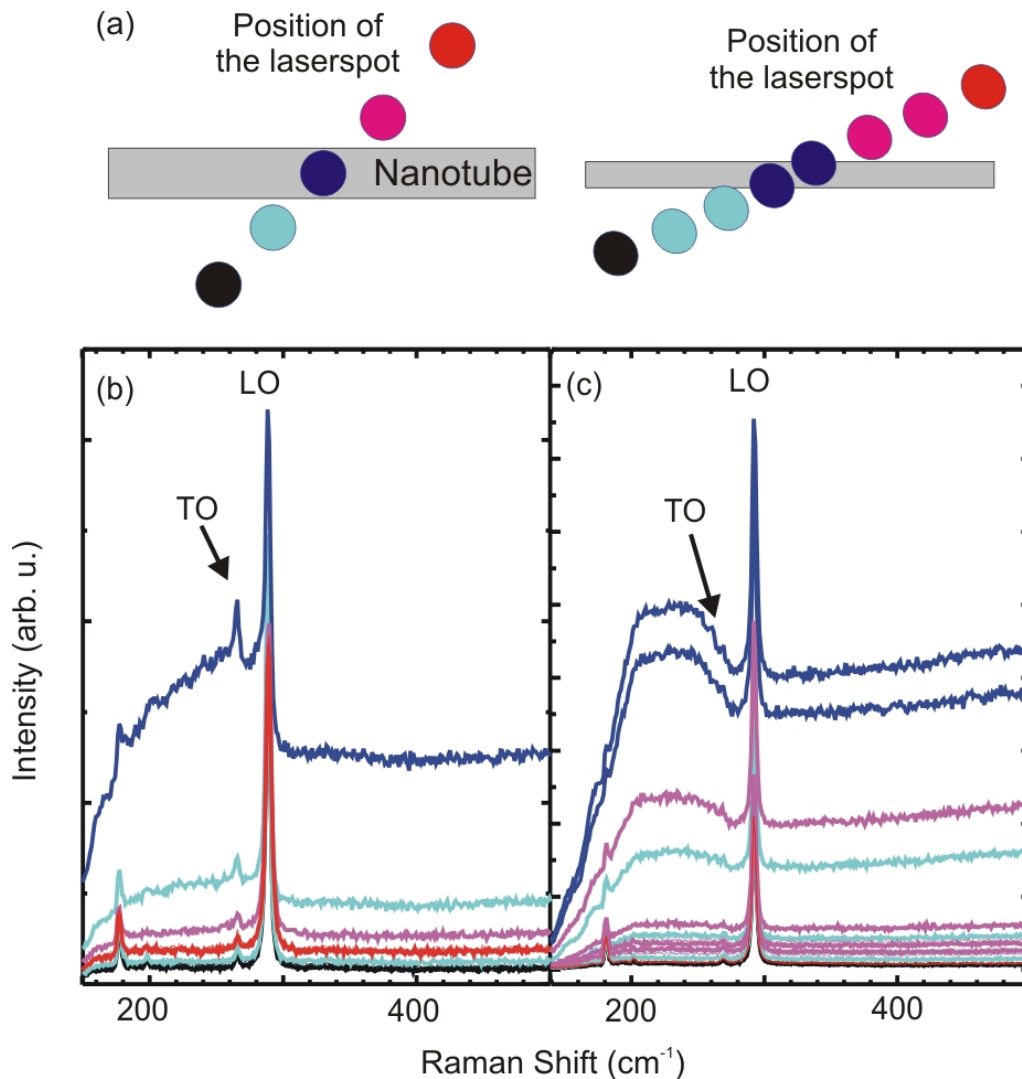 (a)
Position of
the laserspot
Nanotube
Position of
the laserspot
(b)
LO
TO
(c)
LO
TO
Intensity (arb. u.)
200
400
200
400
Raman Shift (cm⁻¹)